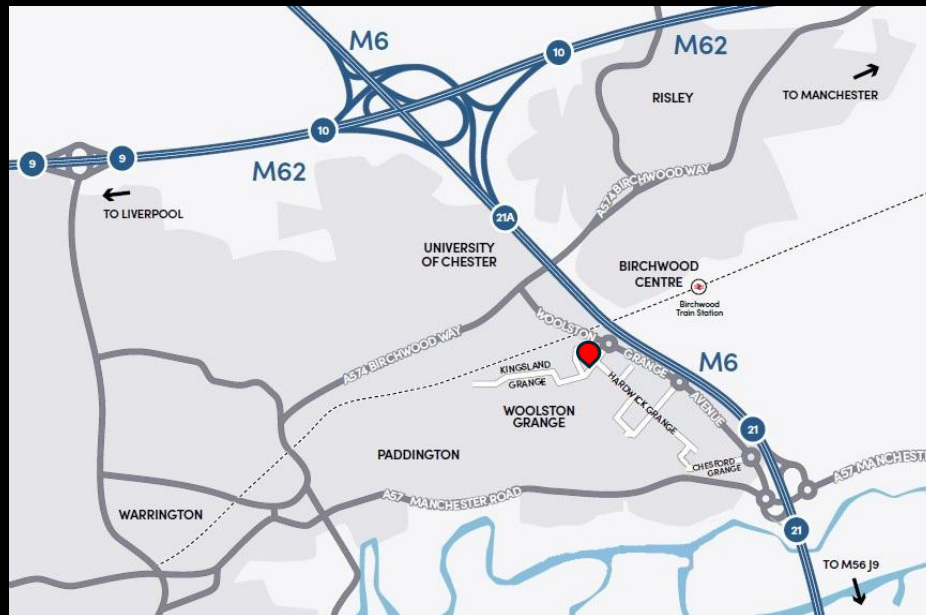 M6
10
M62
RISLEY
TO MANCHESTER
10
9
9
M62
A574 BIRCHWOOD WAY
TO LIVERPOOL
21A
UNIVERSITY
OF CHESTER
BIRCHWOOD
CENTRE
Birchwood
Train Station
WOOLSTON GRANGE AVENUE
A574 BIRCHWOOD WAY
M6
KINGSLAND
GRANGE
HARDWICK GRANGE
WOOLSTON
GRANGE
21
PADDINGTON
CHESFORD
GRANGE
A57 MANCHESTE
A57 MANCHESTER ROAD
WARRINGTON
21
TO M56 J9